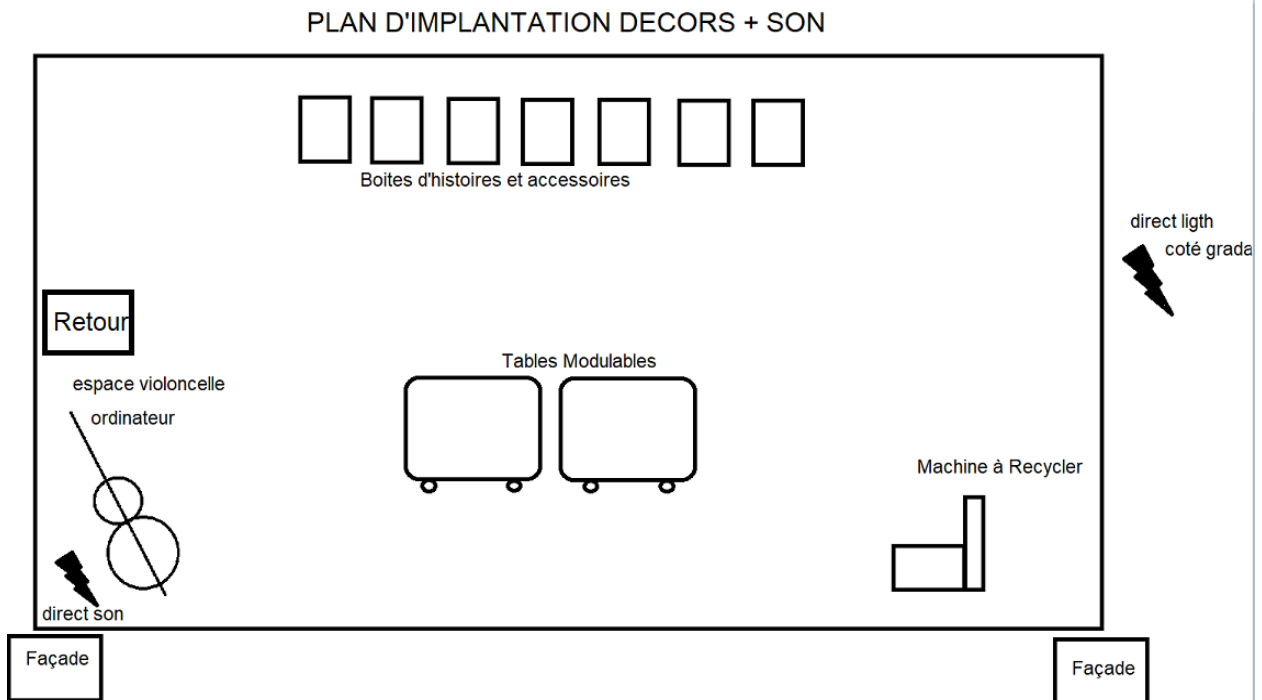 PLAN D'IMPLANTATION DECORS + SON
Boites d'histoires et accessoires
direct ligth
coté grada
Retour
Tables Modulables
espace violoncelle
ordinateur
Machine à Recycler
direct son
Façade
Façade